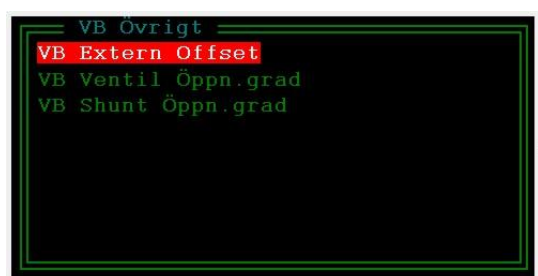 VB Övrigt
VB Extern Offset
VB Ventil Öppn.grad
VB Shunt Öppn.grad